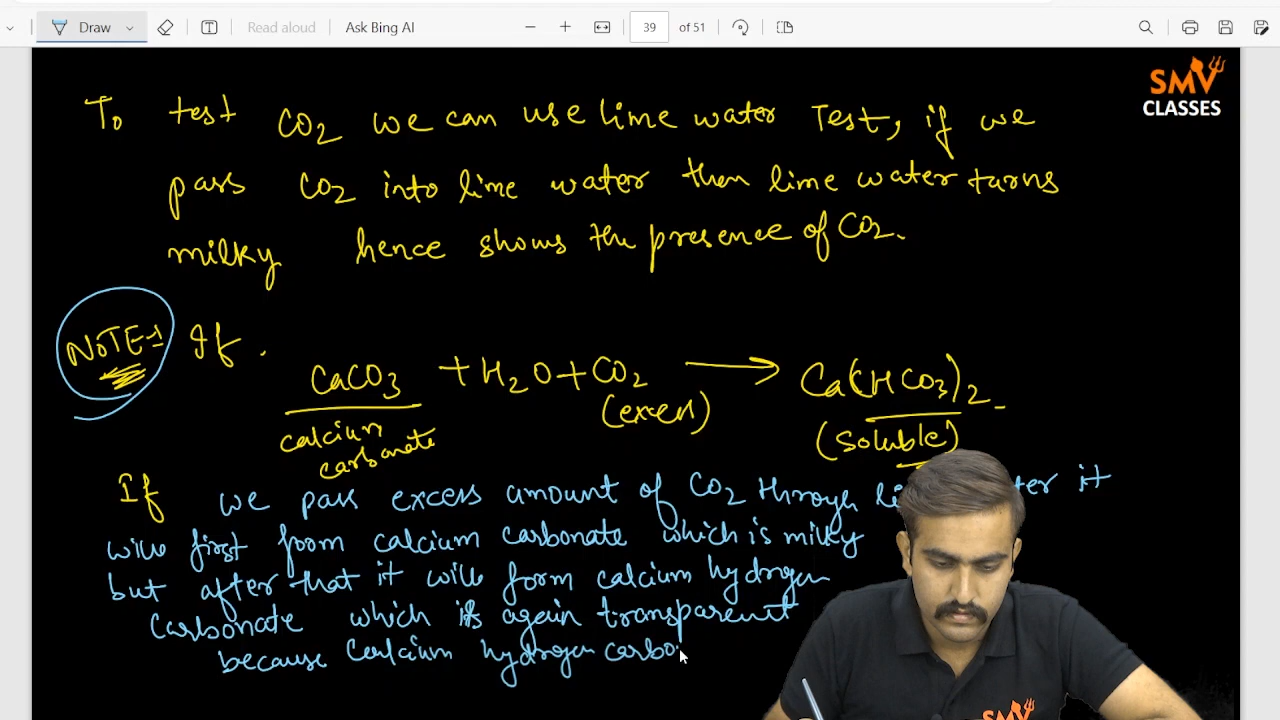 Draw
Read aloud
Ask Bing AI
39
of 51
SMV
CLASSES
To test CO2 we can use lime water Test, if we
pass CO2 into lime water then lime water turns
milky hence shows the presence of CO2.
NOTE:- If.
CaCO3 + H2O + CO2 → Ca(HCO3)2
(excess)
calcium
carbonate
(soluble)
If we pass excess amount of CO2 through it
will first form calcium carbonate which is milky
but after that it will form calcium hydrogen
carbonate which is again transparent
because calcium hydrogen carbo
SMV